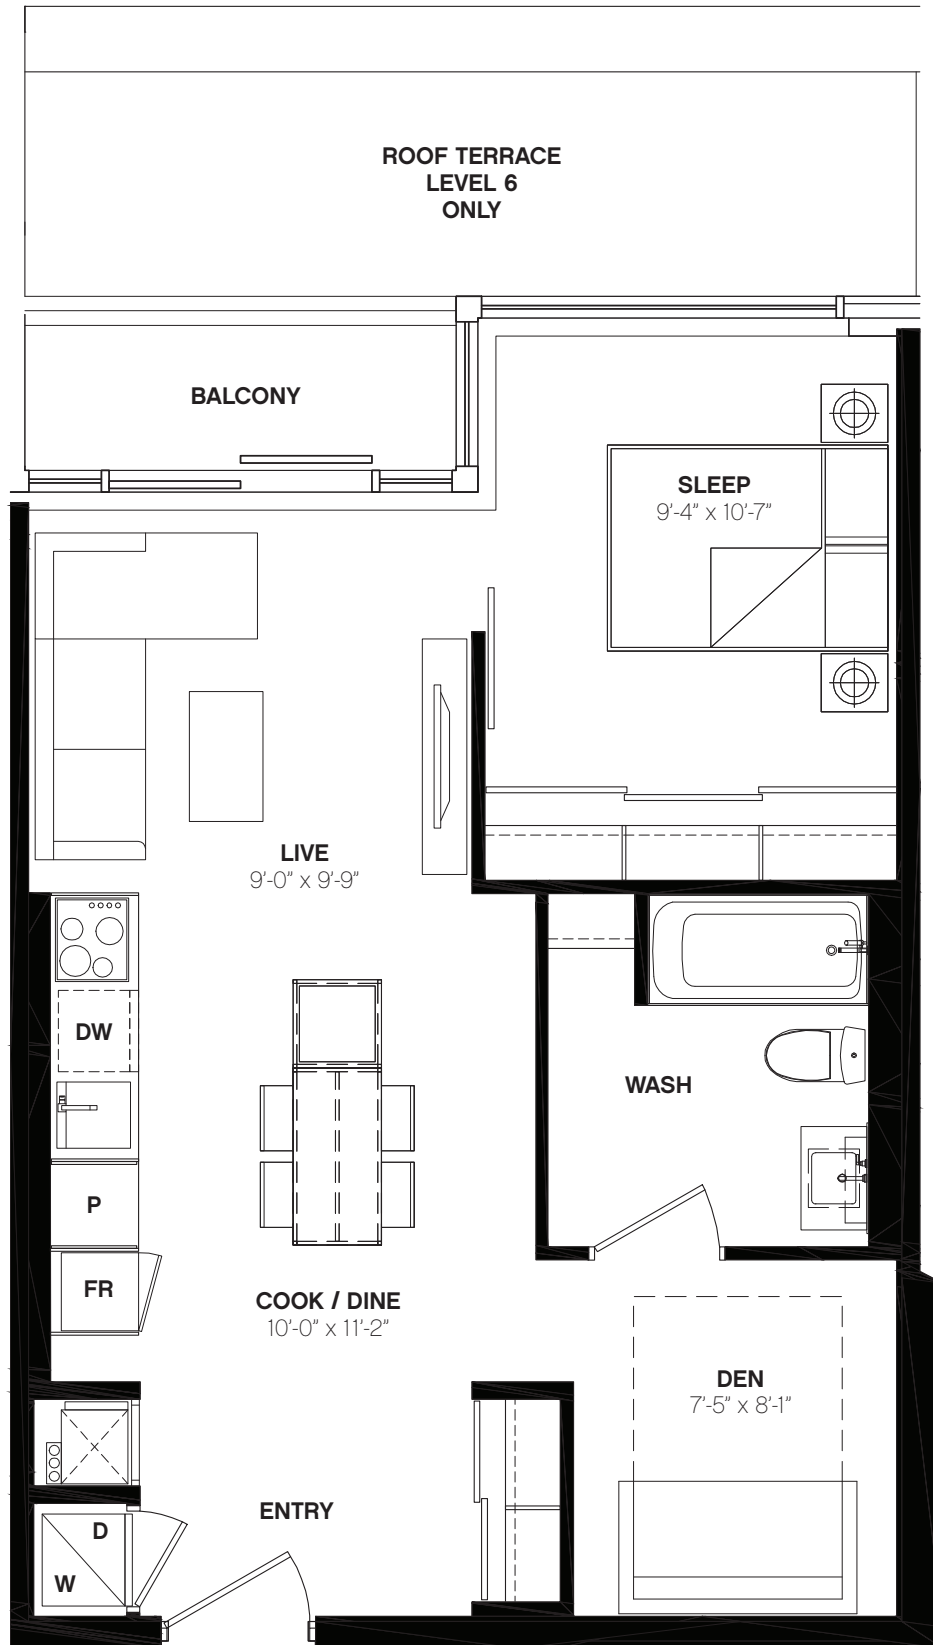 ROOF TERRACE
LEVEL 6
ONLY
BALCONY
SLEEP
9'-4" x 10'-7"
LIVE
9'-0" x 9'-9"
DW
WASH
P
FR
COOK / DINE
10'-0" x 11'-2"
DEN
7'-5" x 8'-1"
ENTRY
D
W